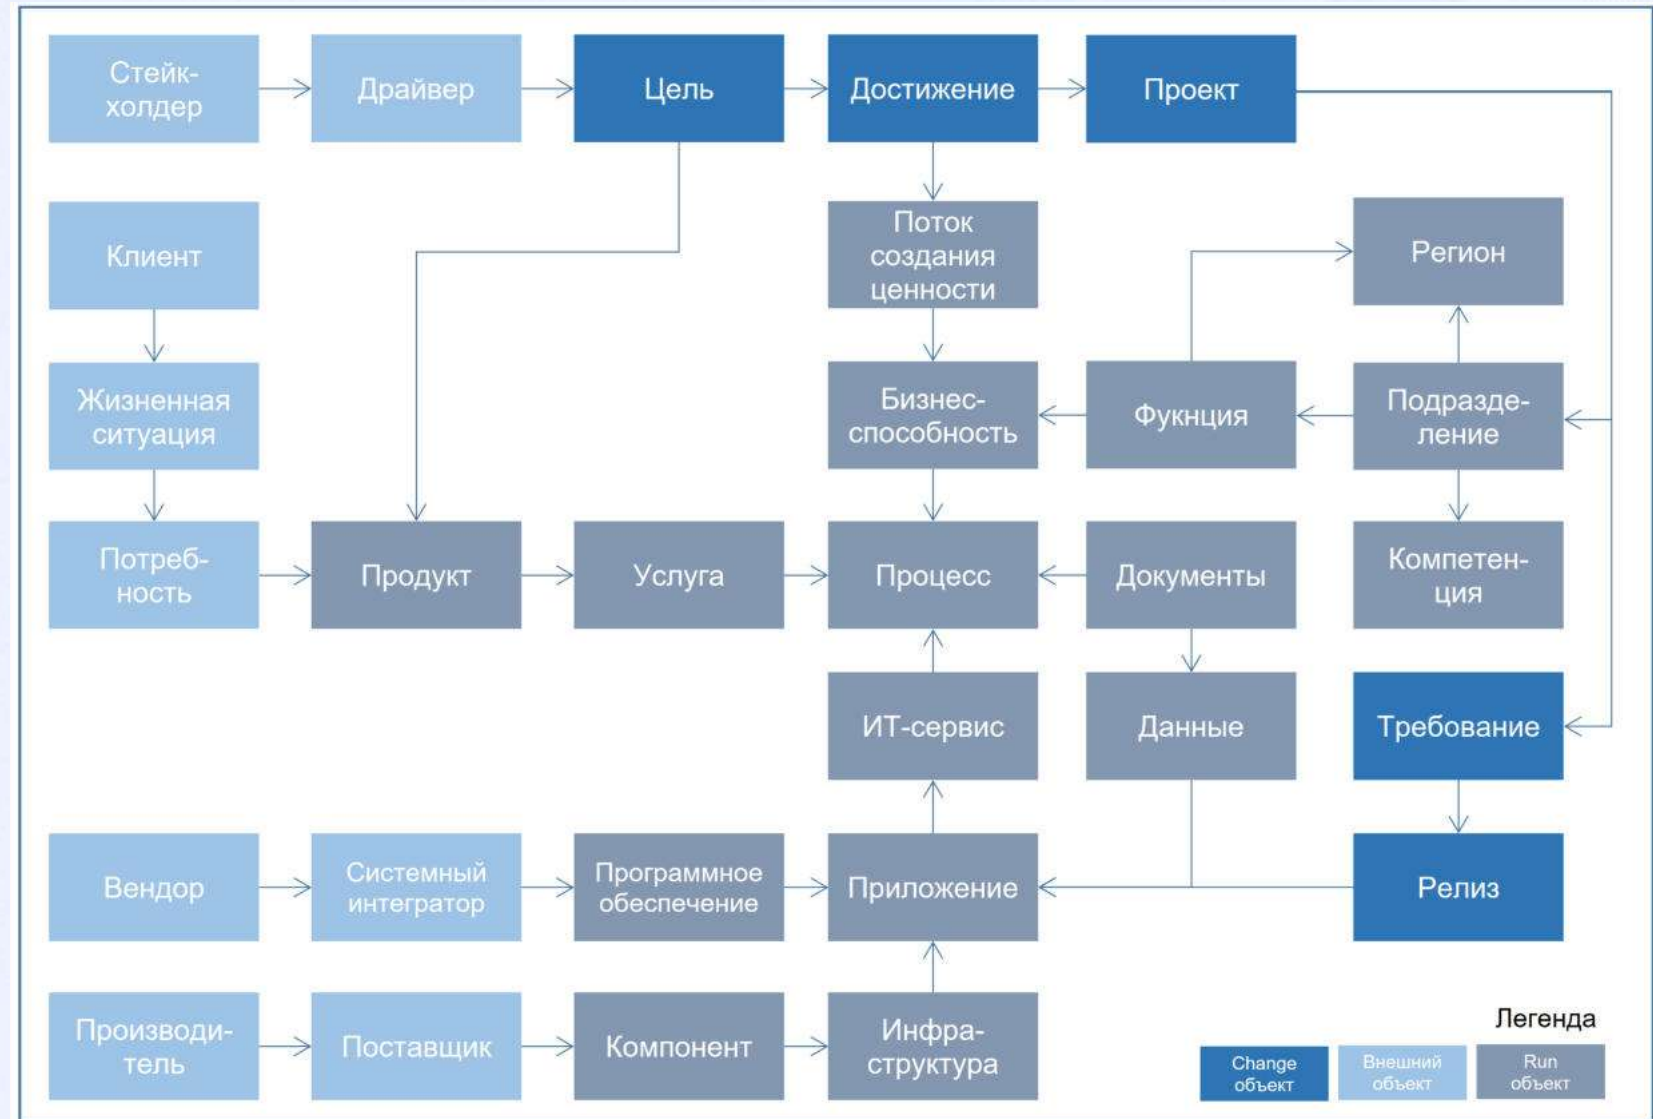 Стейк-
холдер
Драйвер
Цель
Достижение
Проект
Клиент
Поток
создания
ценности
Регион
Жизненная
ситуация
Бизнес-
способность
Фукнция
Подразде-
ление
Потреб-
ность
Продукт
Услуга
Процесс
Документы
Компетен-
ция
ИТ-сервис
Данные
Требование
Вендор
Системный
интегратор
Программное
обеспечение
Приложение
Релиз
Производи-
тель
Поставщик
Компонент
Инфра-
структура
Легенда
Change
объект
Внешний
объект
Run
объект